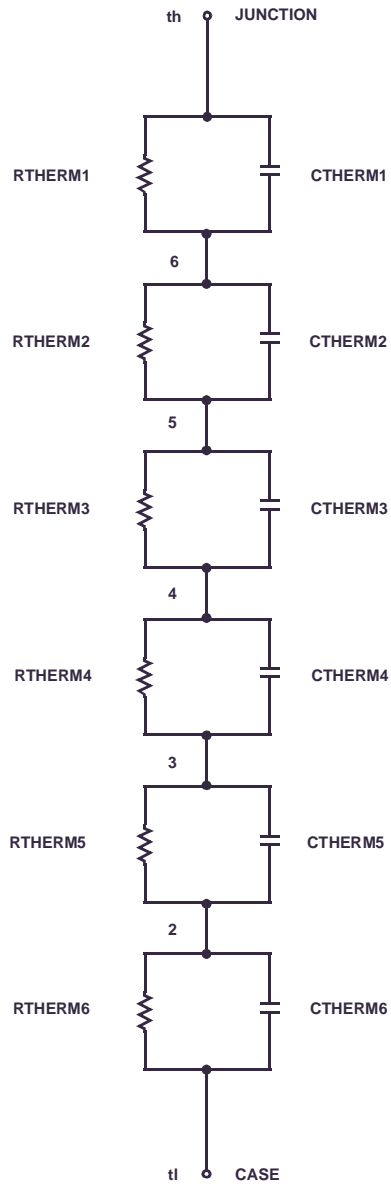 th JUNCTION
RTHERM1 CTHERM1
6
RTHERM2 CTHERM2
5
RTHERM3 CTHERM3
4
RTHERM4 CTHERM4
3
RTHERM5 CTHERM5
2
RTHERM6 CTHERM6
tl CASE